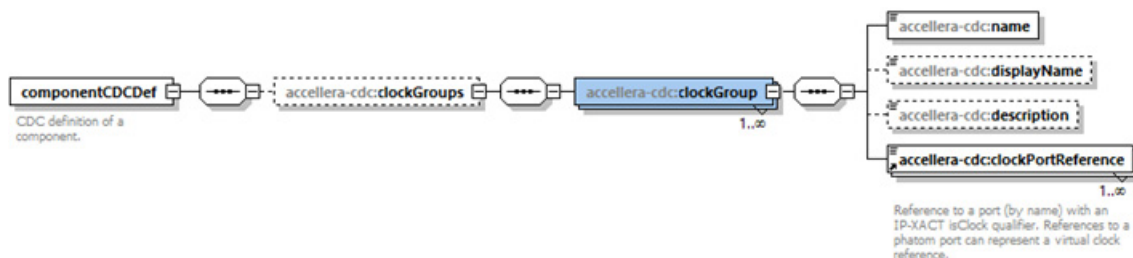 accellera-cdc:name
componentCDCDef
accellera-cdc:clockGroups
accellera-cdc:clockGroup
accellera-cdc:displayName
CDC definition of a
component.
1..∞
accellera-cdc:description
accellera-cdc:clockPortReference
1..∞
Reference to a port (by name) with an
IP-XACT isClock qualifier. References to a
phatom port can represent a virtual clock
reference.